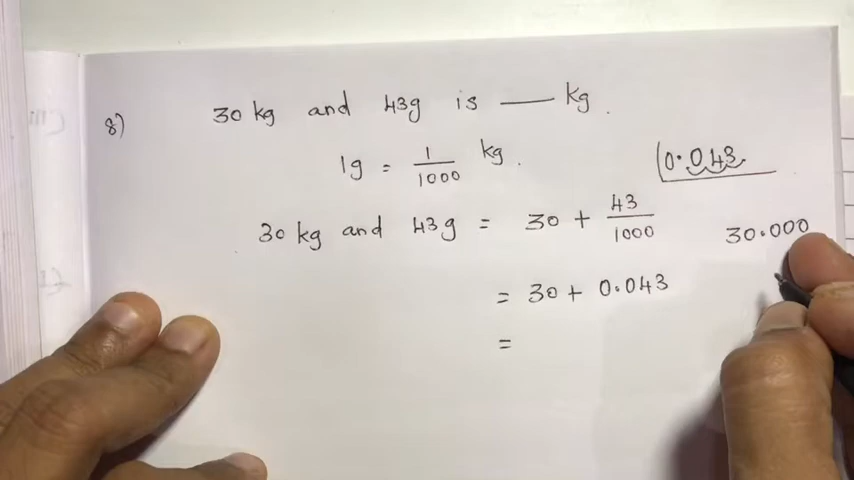 8) 30 kg and 43g is ___ kg.
1g = 1/1000 kg.
0.043
30 kg and 43g = 30 + 43/1000
30.000
= 30 + 0.043
=